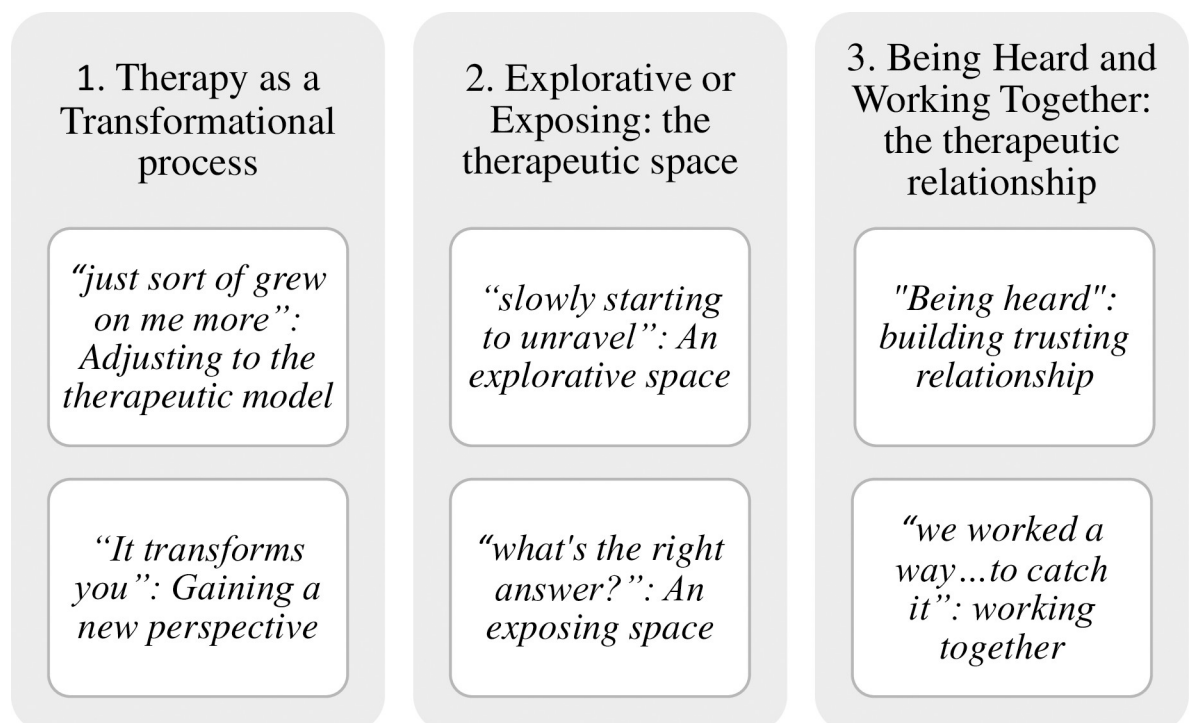 1. Therapy as a
Transformational
process
“just sort of grew
on me more”:
Adjusting to the
therapeutic model
“It transforms
you”: Gaining a
new perspective
2. Explorative or
Exposing: the
therapeutic space
“slowly starting
to unravel”: An
explorative space
“what's the right
answer?”: An
exposing space
3. Being Heard and
Working Together:
the therapeutic
relationship
"Being heard":
building trusting
relationship
“we worked a
way…to catch
it”: working
together